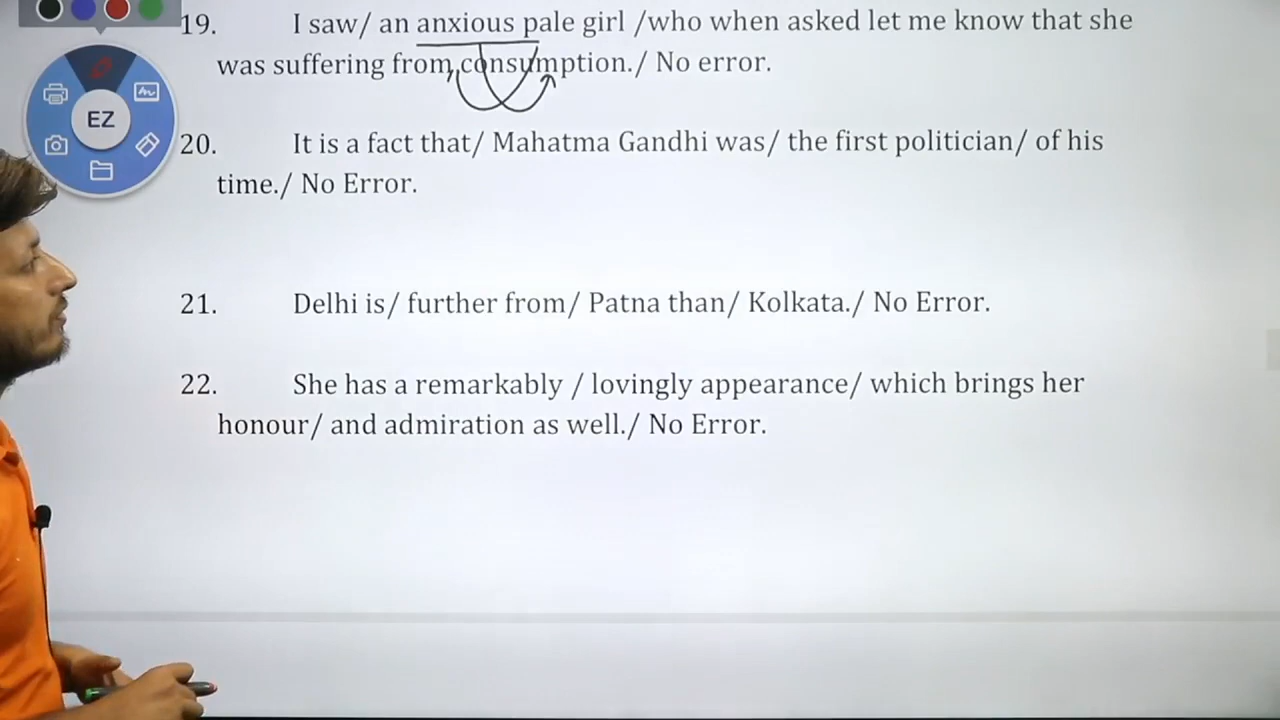 19. I saw/ an anxious pale girl /who when asked let me know that she
was suffering from consumption./ No error.
EZ
20. It is a fact that/ Mahatma Gandhi was/ the first politician/ of his
time./ No Error.
21. Delhi is/ further from/ Patna than/ Kolkata./ No Error.
22. She has a remarkably / lovingly appearance/ which brings her
honour/ and admiration as well./ No Error.